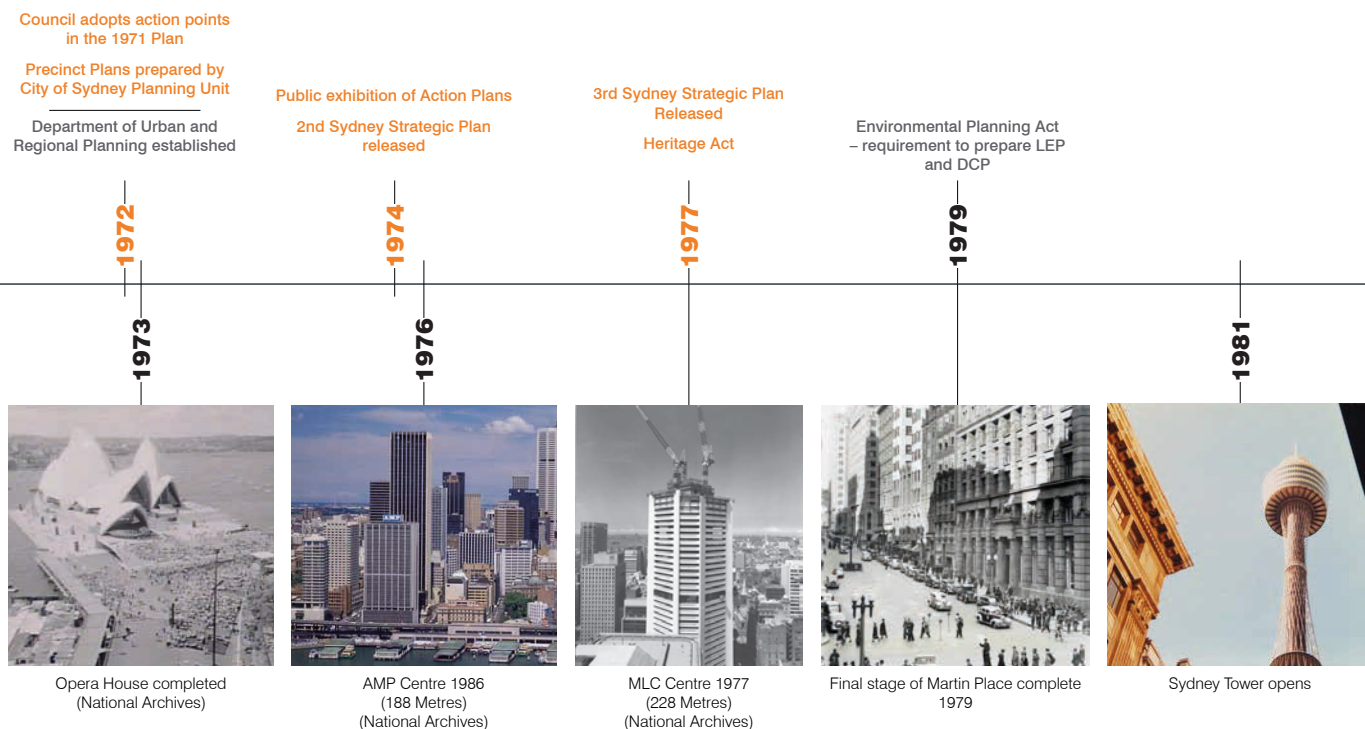 Council adopts action points
in the 1971 Plan
Precinct Plans prepared by
City of Sydney Planning Unit
Department of Urban and
Regional Planning established
1972
Public exhibition of Action Plans
2nd Sydney Strategic Plan
released
1974
3rd Sydney Strategic Plan
Released
Heritage Act
1977
Environmental Planning Act
– requirement to prepare LEP
and DCP
1979
1973
1976
1981
AMP
Opera House completed
(National Archives)
AMP Centre 1986
(188 Metres)
(National Archives)
MLC Centre 1977
(228 Metres)
(National Archives)
Final stage of Martin Place complete
1979
Sydney Tower opens